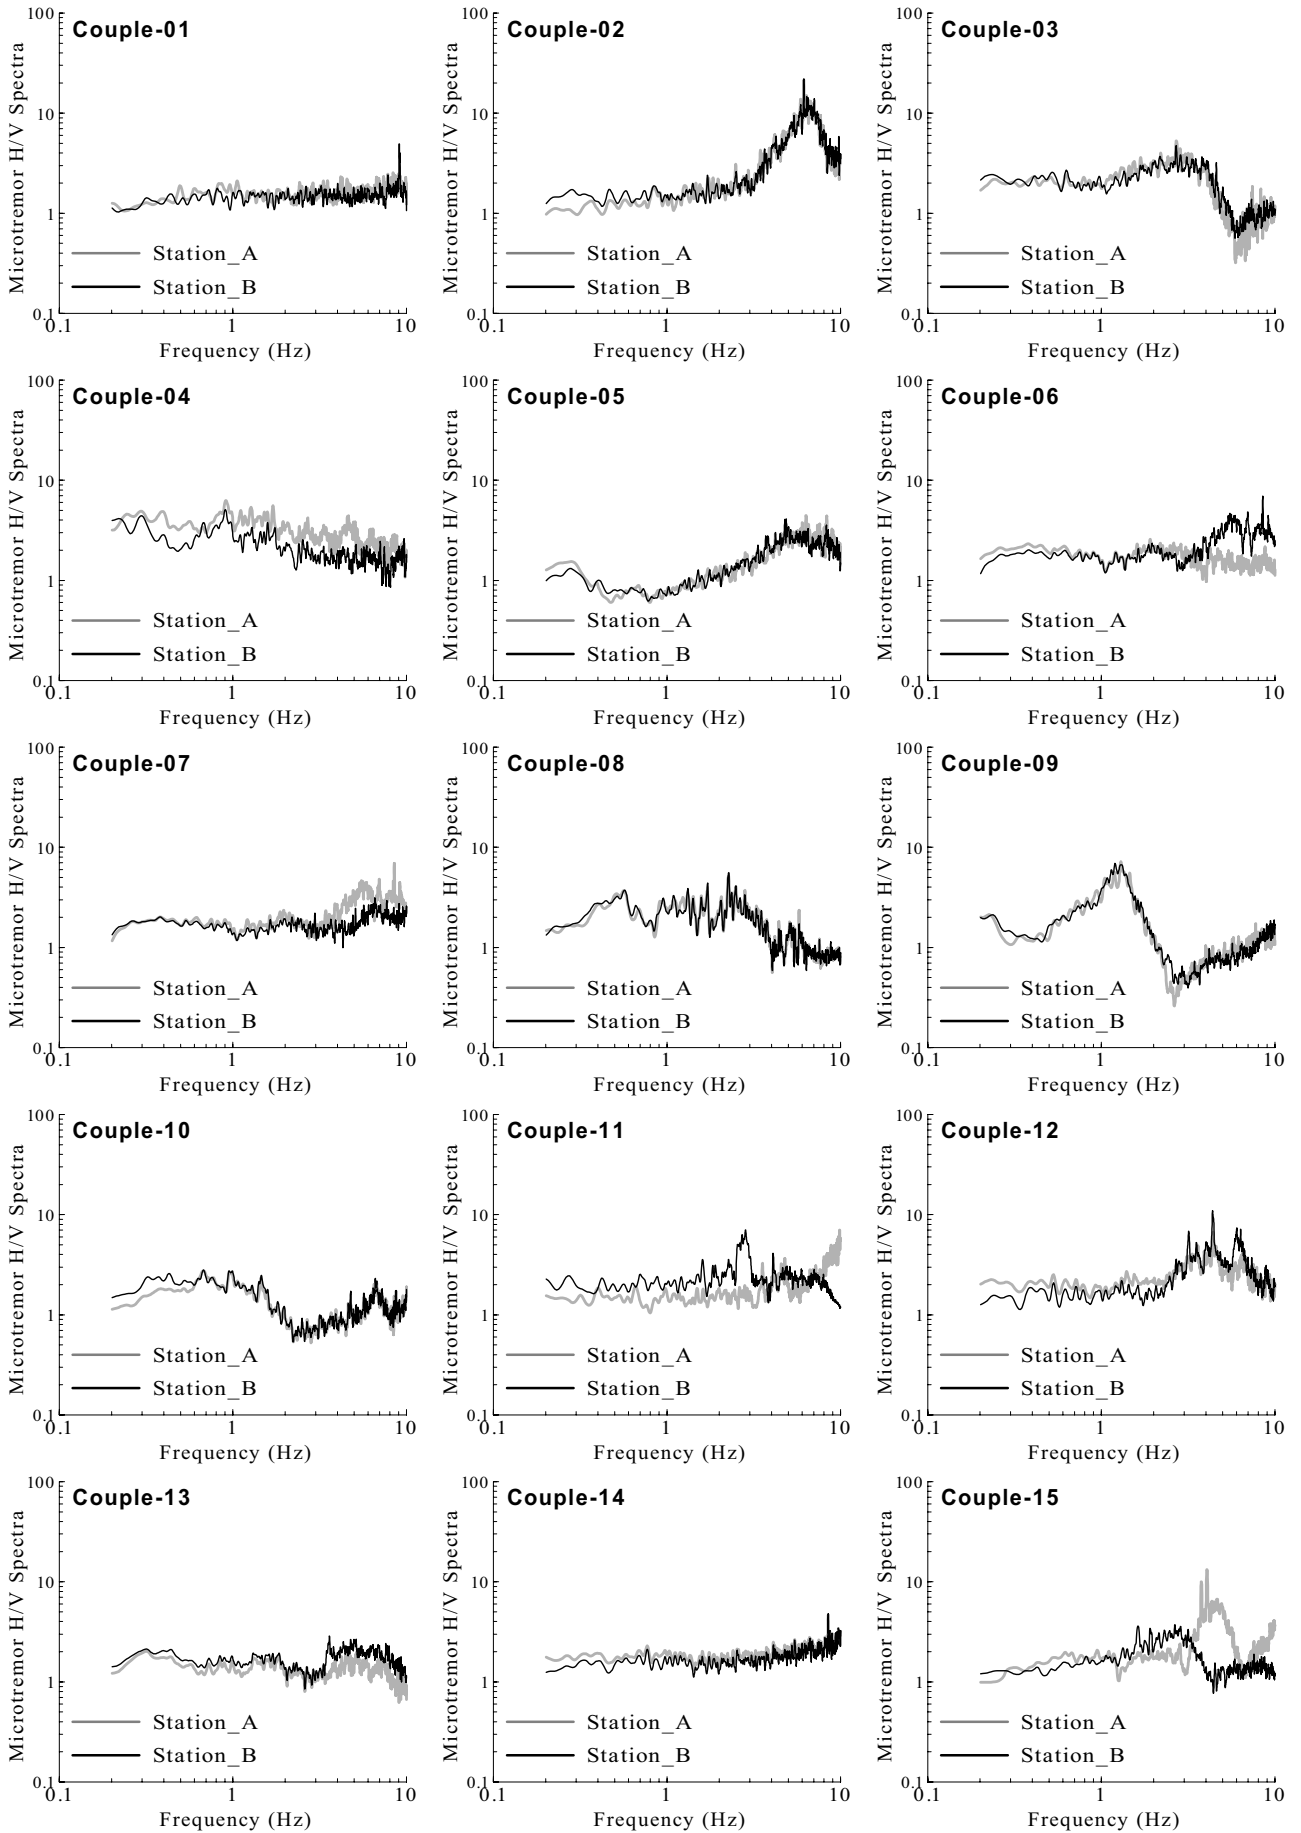 Couple-01
Microtremor H/V Spectra
100
10
1
0.1
Station_A
Station_B
0.1
1
10
Frequency (Hz)
Couple-02
Microtremor H/V Spectra
100
10
1
0.1
Station_A
Station_B
0.1
1
10
Frequency (Hz)
Couple-03
Microtremor H/V Spectra
100
10
1
0.1
Station_A
Station_B
0.1
1
10
Frequency (Hz)
Couple-04
Microtremor H/V Spectra
100
10
1
0.1
Station_A
Station_B
0.1
1
10
Frequency (Hz)
Couple-05
Microtremor H/V Spectra
100
10
1
0.1
Station_A
Station_B
0.1
1
10
Frequency (Hz)
Couple-06
Microtremor H/V Spectra
100
10
1
0.1
Station_A
Station_B
0.1
1
10
Frequency (Hz)
Couple-07
Microtremor H/V Spectra
100
10
1
0.1
Station_A
Station_B
0.1
1
10
Frequency (Hz)
Couple-08
Microtremor H/V Spectra
100
10
1
0.1
Station_A
Station_B
0.1
1
10
Frequency (Hz)
Couple-09
Microtremor H/V Spectra
100
10
1
0.1
Station_A
Station_B
0.1
1
10
Frequency (Hz)
Couple-10
Microtremor H/V Spectra
100
10
1
0.1
Station_A
Station_B
0.1
1
10
Frequency (Hz)
Couple-11
Microtremor H/V Spectra
100
10
1
0.1
Station_A
Station_B
0.1
1
10
Frequency (Hz)
Couple-12
Microtremor H/V Spectra
100
10
1
0.1
Station_A
Station_B
0.1
1
10
Frequency (Hz)
Couple-13
Microtremor H/V Spectra
100
10
1
0.1
Station_A
Station_B
0.1
1
10
Frequency (Hz)
Couple-14
Microtremor H/V Spectra
100
10
1
0.1
Station_A
Station_B
0.1
1
10
Frequency (Hz)
Couple-15
Microtremor H/V Spectra
100
10
1
0.1
Station_A
Station_B
0.1
1
10
Frequency (Hz)